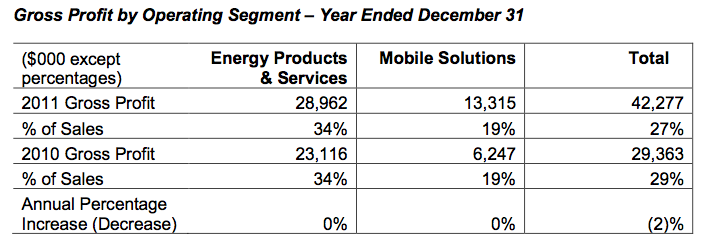 Gross Profit by Operating Segment – Year Ended December 31
($000 except percentages) Energy Products & Services Mobile Solutions Total
2011 Gross Profit 28,962 13,315 42,277
% of Sales 34% 19% 27%
2010 Gross Profit 23,116 6,247 29,363
% of Sales 34% 19% 29%
Annual Percentage
Increase (Decrease) 0% 0% (2)%